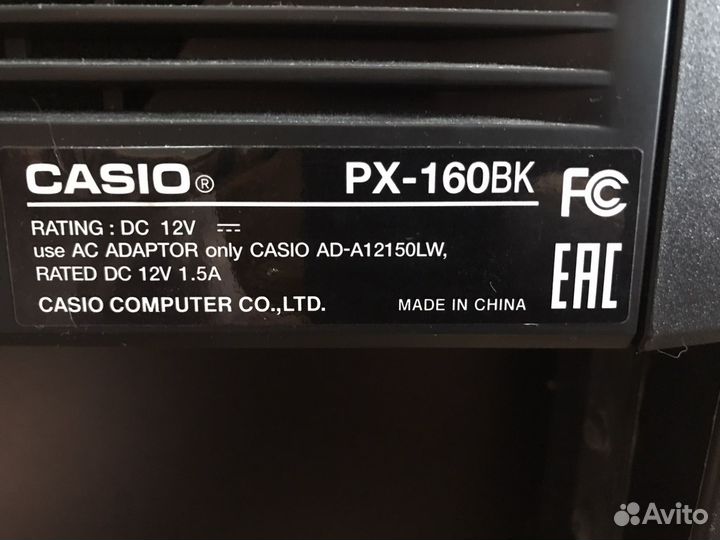 CASIO® PX-160BK FC
RATING : DC 12V ⎓
use AC ADAPTOR only CASIO AD-A12150LW,
RATED DC 12V 1.5A
EAC
CASIO COMPUTER CO.,LTD. MADE IN CHINA
Avito